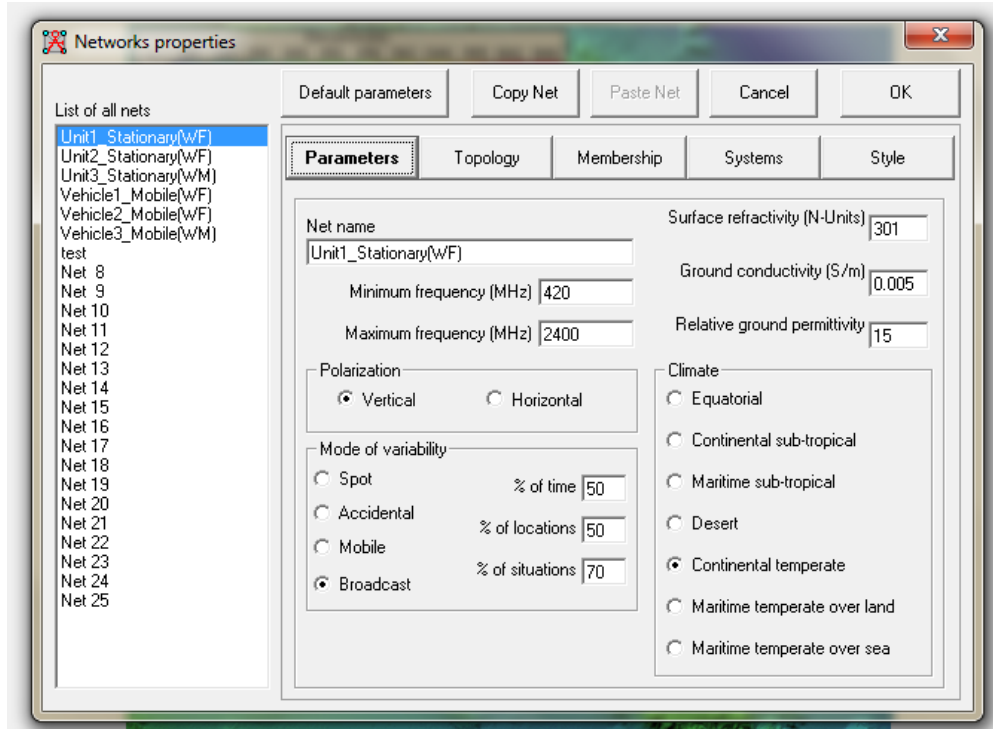 Networks properties
Default parameters
Copy Net
Paste Net
Cancel
OK
List of all nets
Unit1_Stationary(WF)
Unit2_Stationary(WF)
Unit3_Stationary(WM)
Vehicle1_Mobile(WF)
Vehicle2_Mobile(WF)
Vehicle3_Mobile(WM)
test
Net 8
Net 9
Net 10
Net 11
Net 12
Net 13
Net 14
Net 15
Net 16
Net 17
Net 18
Net 19
Net 20
Net 21
Net 22
Net 23
Net 24
Net 25
Parameters
Topology
Membership
Systems
Style
Net name
Unit1_Stationary(WF)
Minimum frequency (MHz) 420
Maximum frequency (MHz) 2400
Surface refractivity (N-Units) 301
Ground conductivity (S/m) 0.005
Relative ground permittivity 15
Polarization
Vertical
Horizontal
Mode of variability
Spot
Accidental
Mobile
Broadcast
% of time 50
% of locations 50
% of situations 70
Climate
Equatorial
Continental sub-tropical
Maritime sub-tropical
Desert
Continental temperate
Maritime temperate over land
Maritime temperate over sea